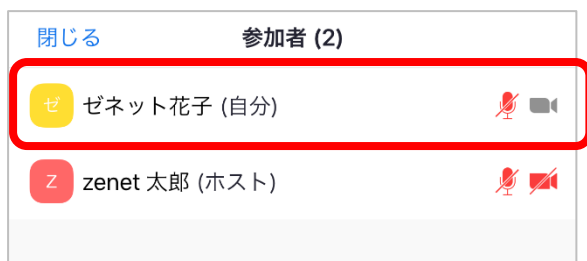 閉じる 参加者 (2)
ゼ ゼネット花子 (自分)
Z zenet 太郎 (ホスト)